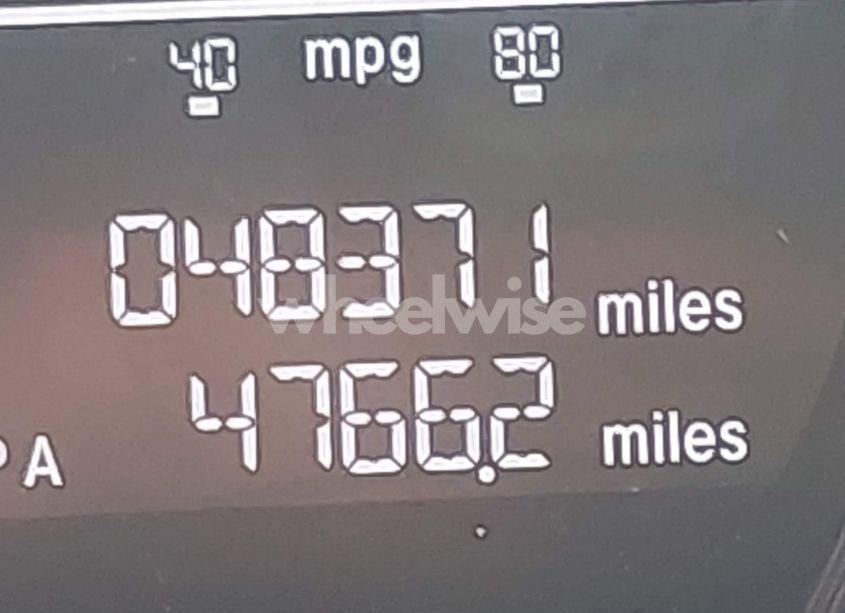 40 mpg 80
048371 miles
wheelwise
4766.2 miles
A